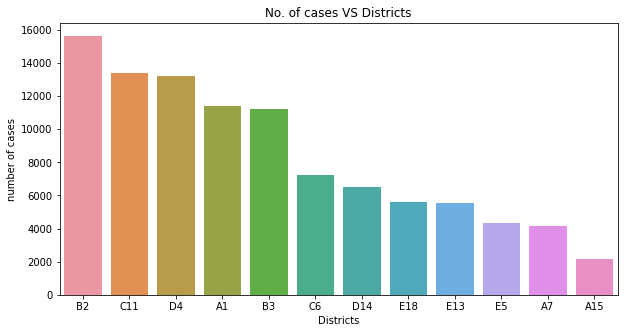 No. of cases VS Districts
number of cases
16000
14000
12000
10000
8000
6000
4000
2000
0
B2 C11 D4 A1 B3 C6 D14 E18 E13 E5 A7 A15
Districts